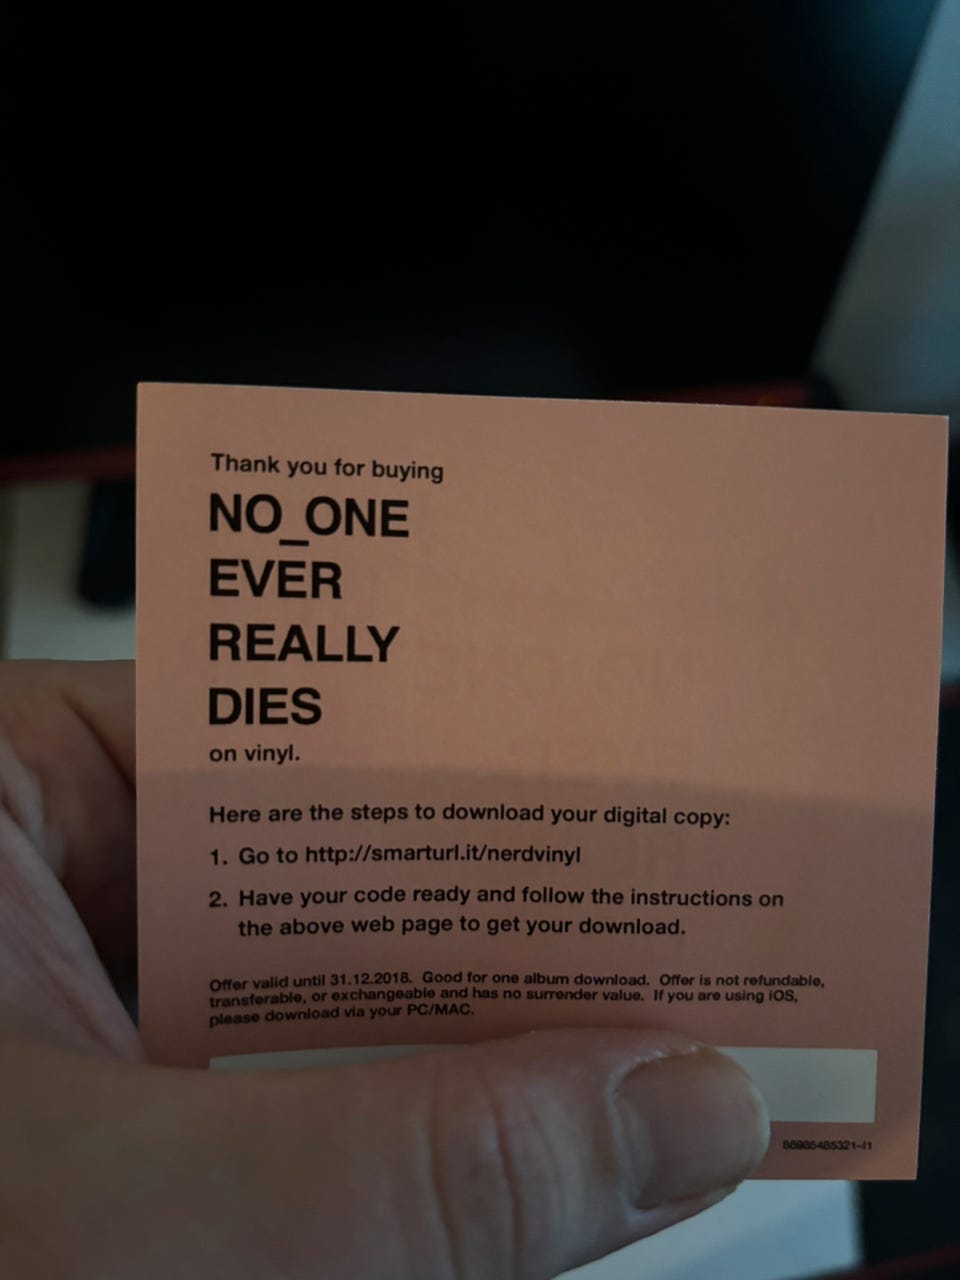 Thank you for buying
NO_ONE
EVER
REALLY
DIES
on vinyl.
Here are the steps to download your digital copy:
1. Go to http://smarturl.it/nerdvinyl
2. Have your code ready and follow the instructions on
the above web page to get your download.
Offer valid until 31.12.2018. Good for one album download. Offer is not refundable,
transferable, or exchangeable and has no surrender value. If you are using iOS,
please download via your PC/MAC.
88985485321-I1